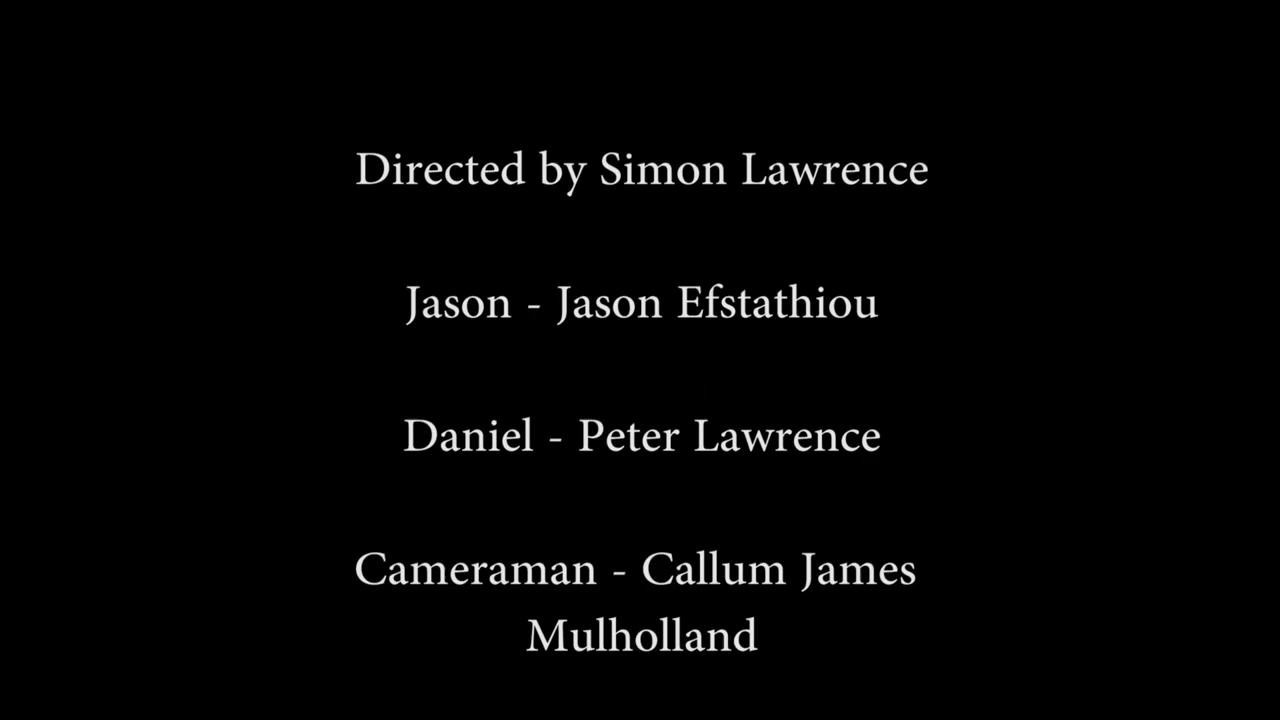 Directed by Simon Lawrence
Jason - Jason Efstathiou
Daniel - Peter Lawrence
Cameraman - Callum James
Mulholland